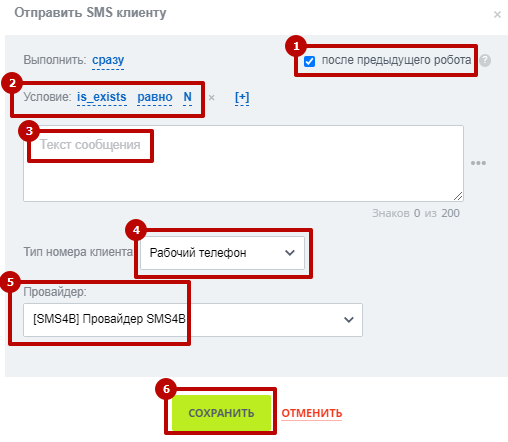 Отправить SMS клиенту ×
1
Выполнить: сразу после предыдущего робота ?
2
Условие: is_exists равно N × [+]
3
Текст сообщения
•••
Знаков 0 из 200
4
Тип номера клиента Рабочий телефон
5
Провайдер:
[SMS4B] Провайдер SMS4B
6
СОХРАНИТЬ ОТМЕНИТЬ